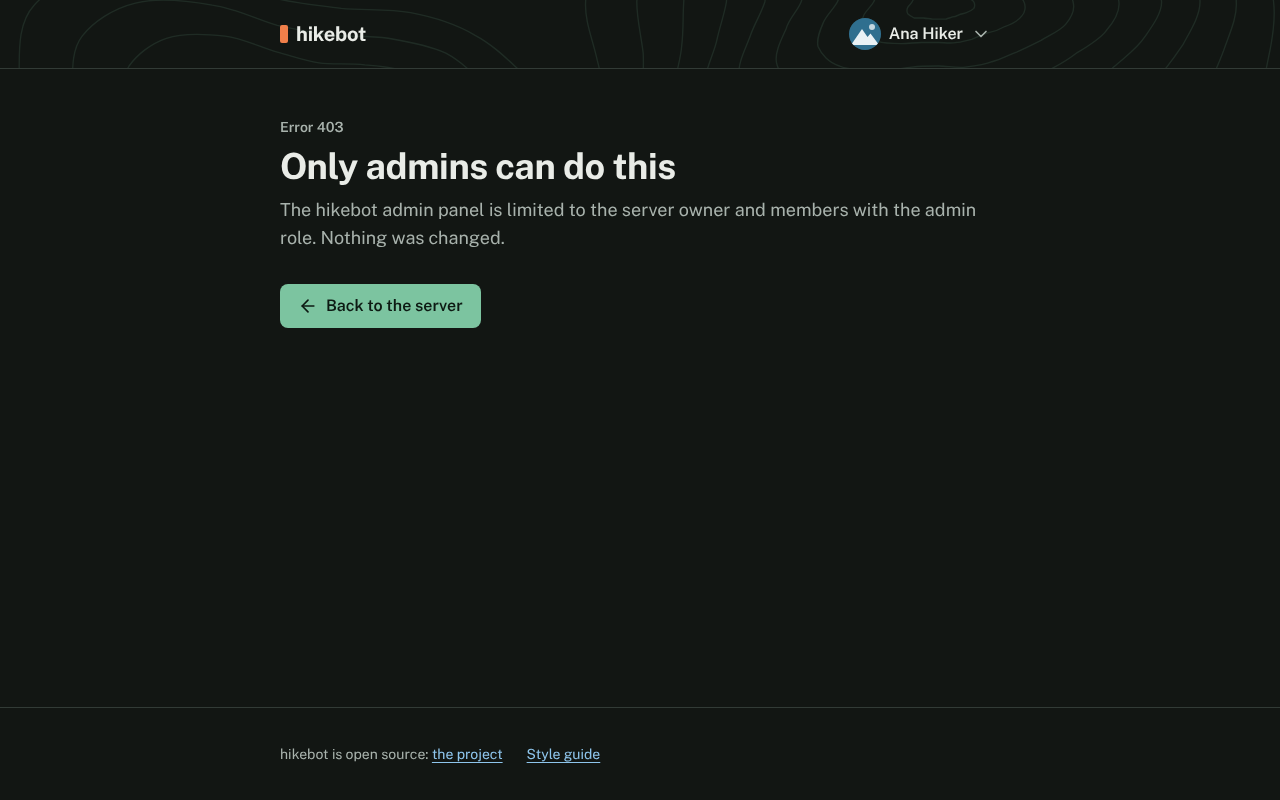 hikebot
Ana Hiker
Error 403
Only admins can do this
The hikebot admin panel is limited to the server owner and members with the admin
role. Nothing was changed.
Back to the server
hikebot is open source: the project
Style guide